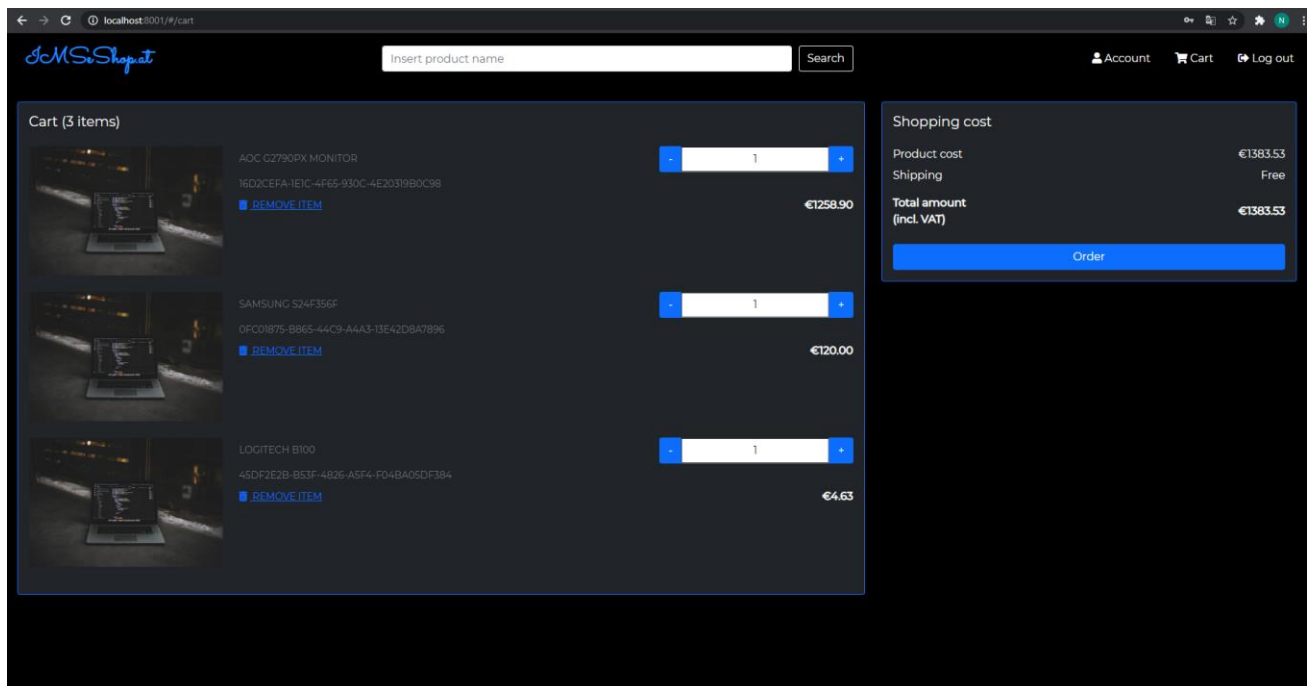 localhost:8001/#/cart
N
IMSeShop.at
Insert product name
Search
Account
Cart
Log out
Cart (3 items)
AOC G2790PX MONITOR
- 1 +
16D2CEFA-1E1C-4F65-930C-4E20319B0C98
REMOVE ITEM
€1258.90
SAMSUNG S24F356F
- 1 +
0FC01875-B865-44C9-A4A3-13E42D8A7896
REMOVE ITEM
€120.00
LOGITECH B100
- 1 +
45DF2E2B-B53F-4826-A5F4-F04BA05DF384
REMOVE ITEM
€4.63
Shopping cost
Product cost €1383.53
Shipping Free
Total amount
(incl. VAT) €1383.53
Order